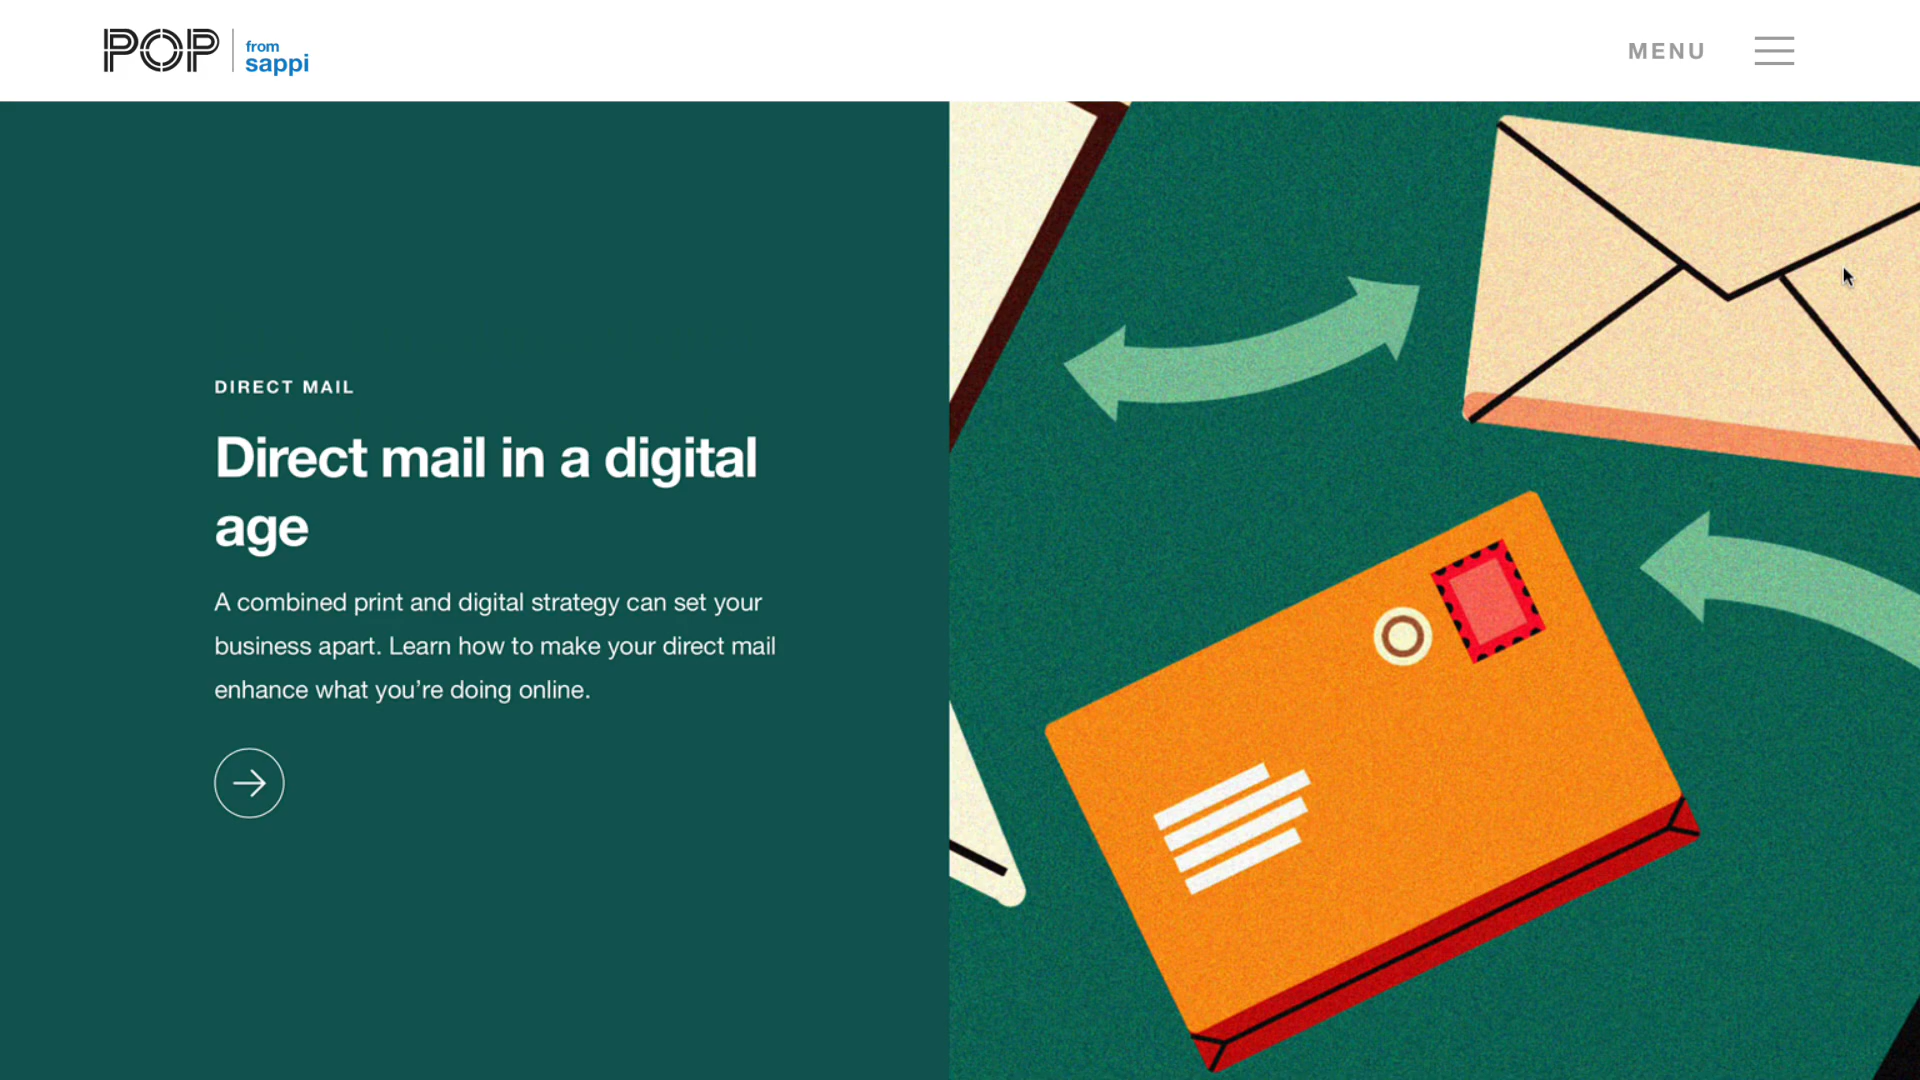 POP
from
sappi
MENU
DIRECT MAIL
Direct mail in a digital
age
A combined print and digital strategy can set your
business apart. Learn how to make your direct mail
enhance what you’re doing online.